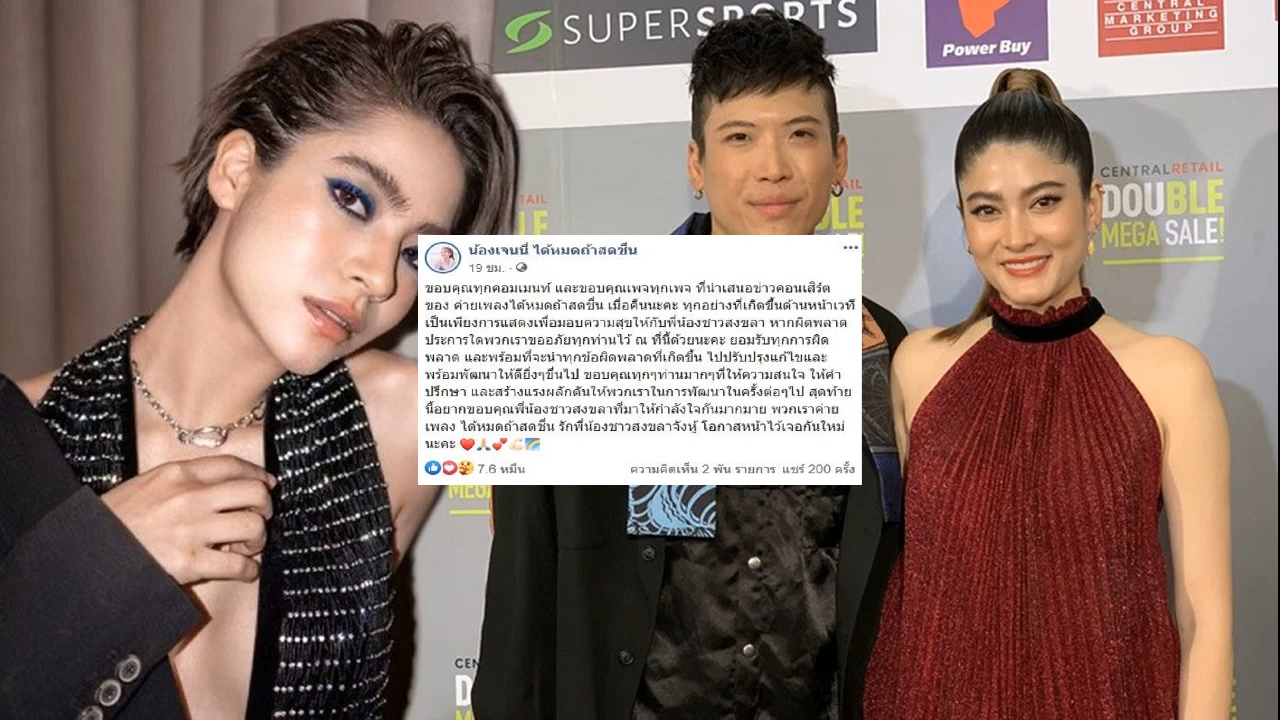 SUPERSPORTS
Power Buy
CENTRAL
MARKETING
GROUP
CENTRALRETAIL
DOUBLE
MEGA SALE!
น้องเจนนี่ ได้หมดถ้าสดชื่น
19 ชม. ·
ขอบคุณทุกคอมเมนท์ และขอบคุณเพจทุกเพจ ที่นำเสนอข่าวคอนเสิร์ต
ของ ค่ายเพลงได้หมดถ้าสดชื่น เมื่อคืนนะคะ ทุกอย่างที่เกิดขึ้นด้านหน้าเวที
เป็นเพียงการแสดงเพื่อมอบความสุขให้กับพี่น้องชาวสงขลา หากผิดพลาด
ประการใดพวกเราขออภัยทุกท่านไว้ ณ ที่นี้ด้วยนะคะ ยอมรับทุกการผิด
พลาด และพร้อมที่จะนำทุกข้อผิดพลาดที่เกิดขึ้น ไปปรับปรุงแก้ไขและ
พร้อมพัฒนาให้ดียิ่งๆขึ้นไป ขอบคุณทุกๆท่านมากๆที่ให้ความสนใจ ให้คำ
ปรึกษา และสร้างแรงผลักดันให้พวกเราในการพัฒนาในครั้งต่อๆไป สุดท้าย
นี้อยากขอบคุณพี่น้องชาวสงขลาที่มาให้กำลังใจกันมากมาย พวกเราค่าย
เพลง ได้หมดถ้าสดชื่น รักพี่น้องชาวสงขลาจังหู้ โอกาสหน้าไว้เจอกันใหม่
นะคะ ❤️🙏🏻💕💪🏻🌈
7.6 หมื่น ความคิดเห็น 2 พัน รายการ แชร์ 200 ครั้ง